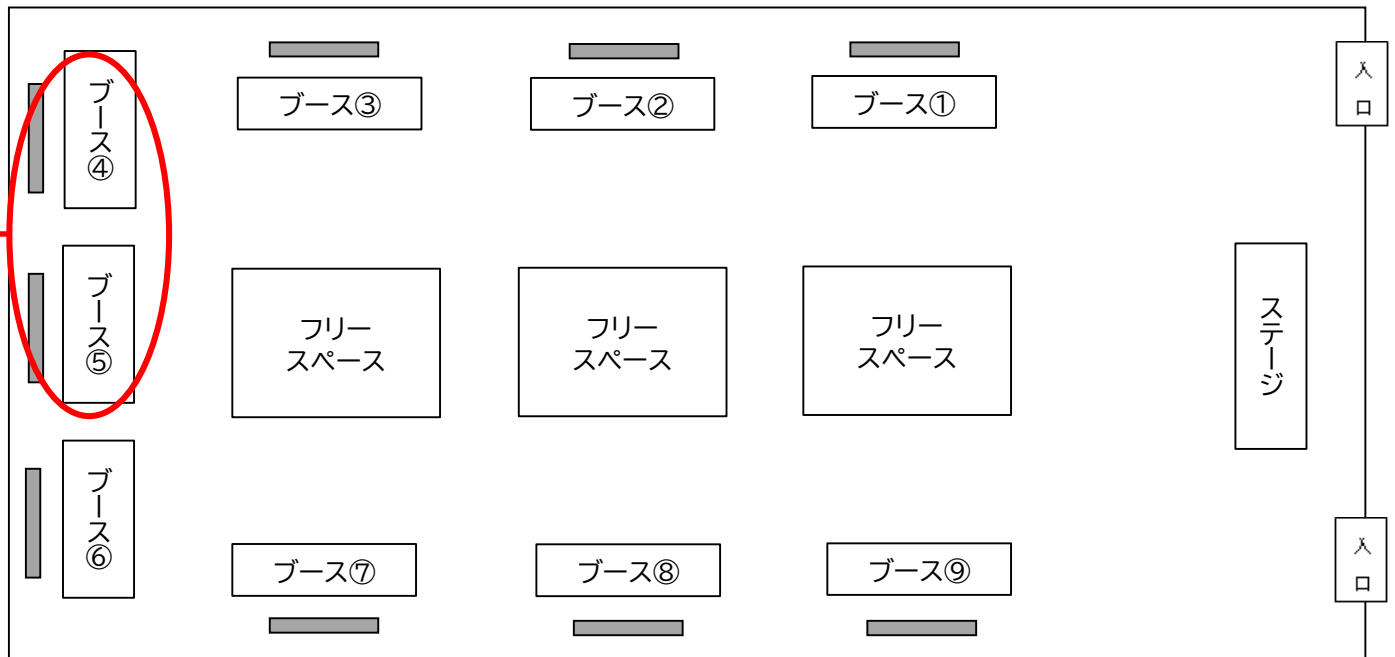 ブース④
ブース③
ブース②
ブース①
入口
ブース⑤
フリー
スペース
フリー
スペース
フリー
スペース
ステージ
ブース⑥
ブース⑦
ブース⑧
ブース⑨
入口